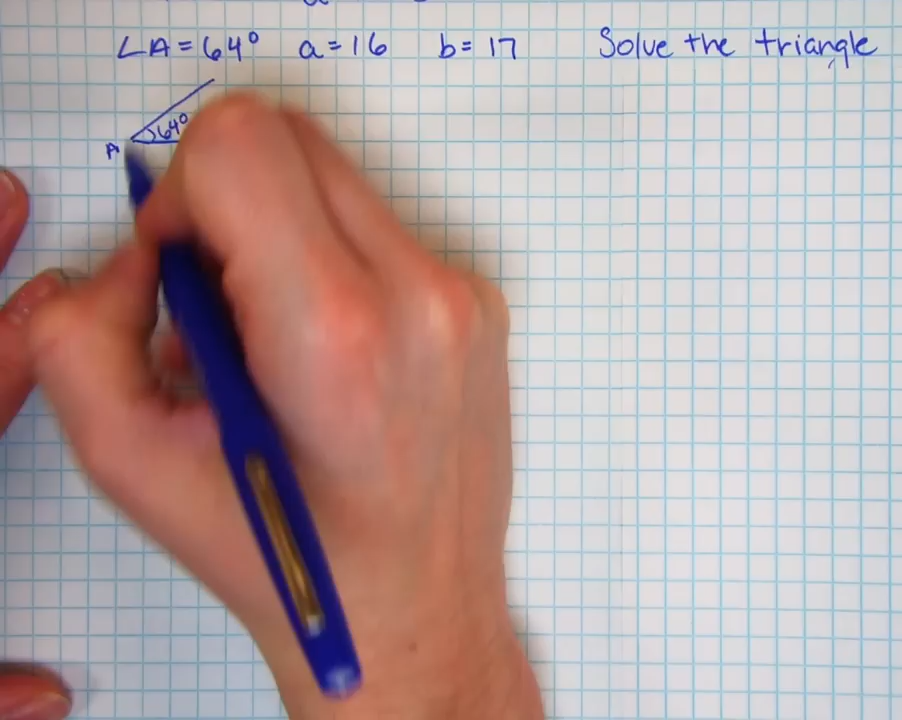 ∠A = 64° a = 16 b = 17 Solve the triangle
64°
A